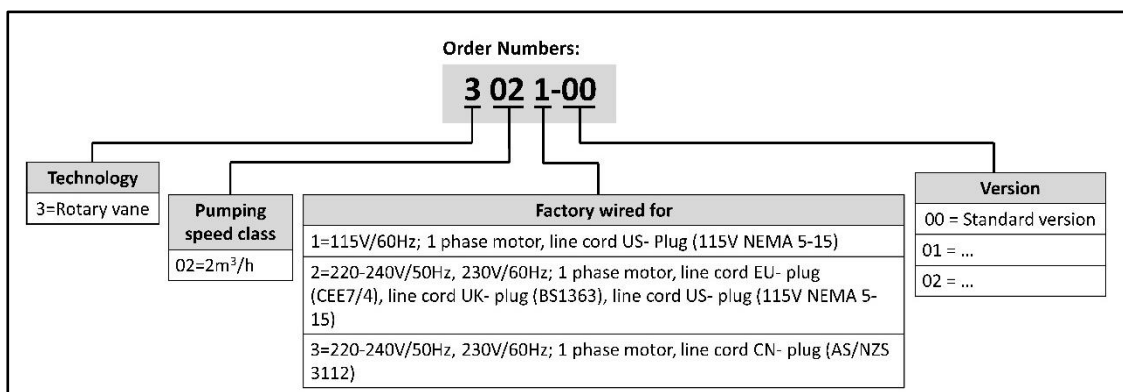 Order Numbers:
3 02 1-00
Technology
3=Rotary vane
Pumping
speed class
02=2m³/h
Factory wired for
1=115V/60Hz; 1 phase motor, line cord US- Plug (115V NEMA 5-15)
2=220-240V/50Hz, 230V/60Hz; 1 phase motor, line cord EU- plug
(CEE7/4), line cord UK- plug (BS1363), line cord US- plug (115V NEMA 5-
15)
3=220-240V/50Hz, 230V/60Hz; 1 phase motor, line cord CN- plug (AS/NZS
3112)
Version
00 = Standard version
01 = ...
02 = ...